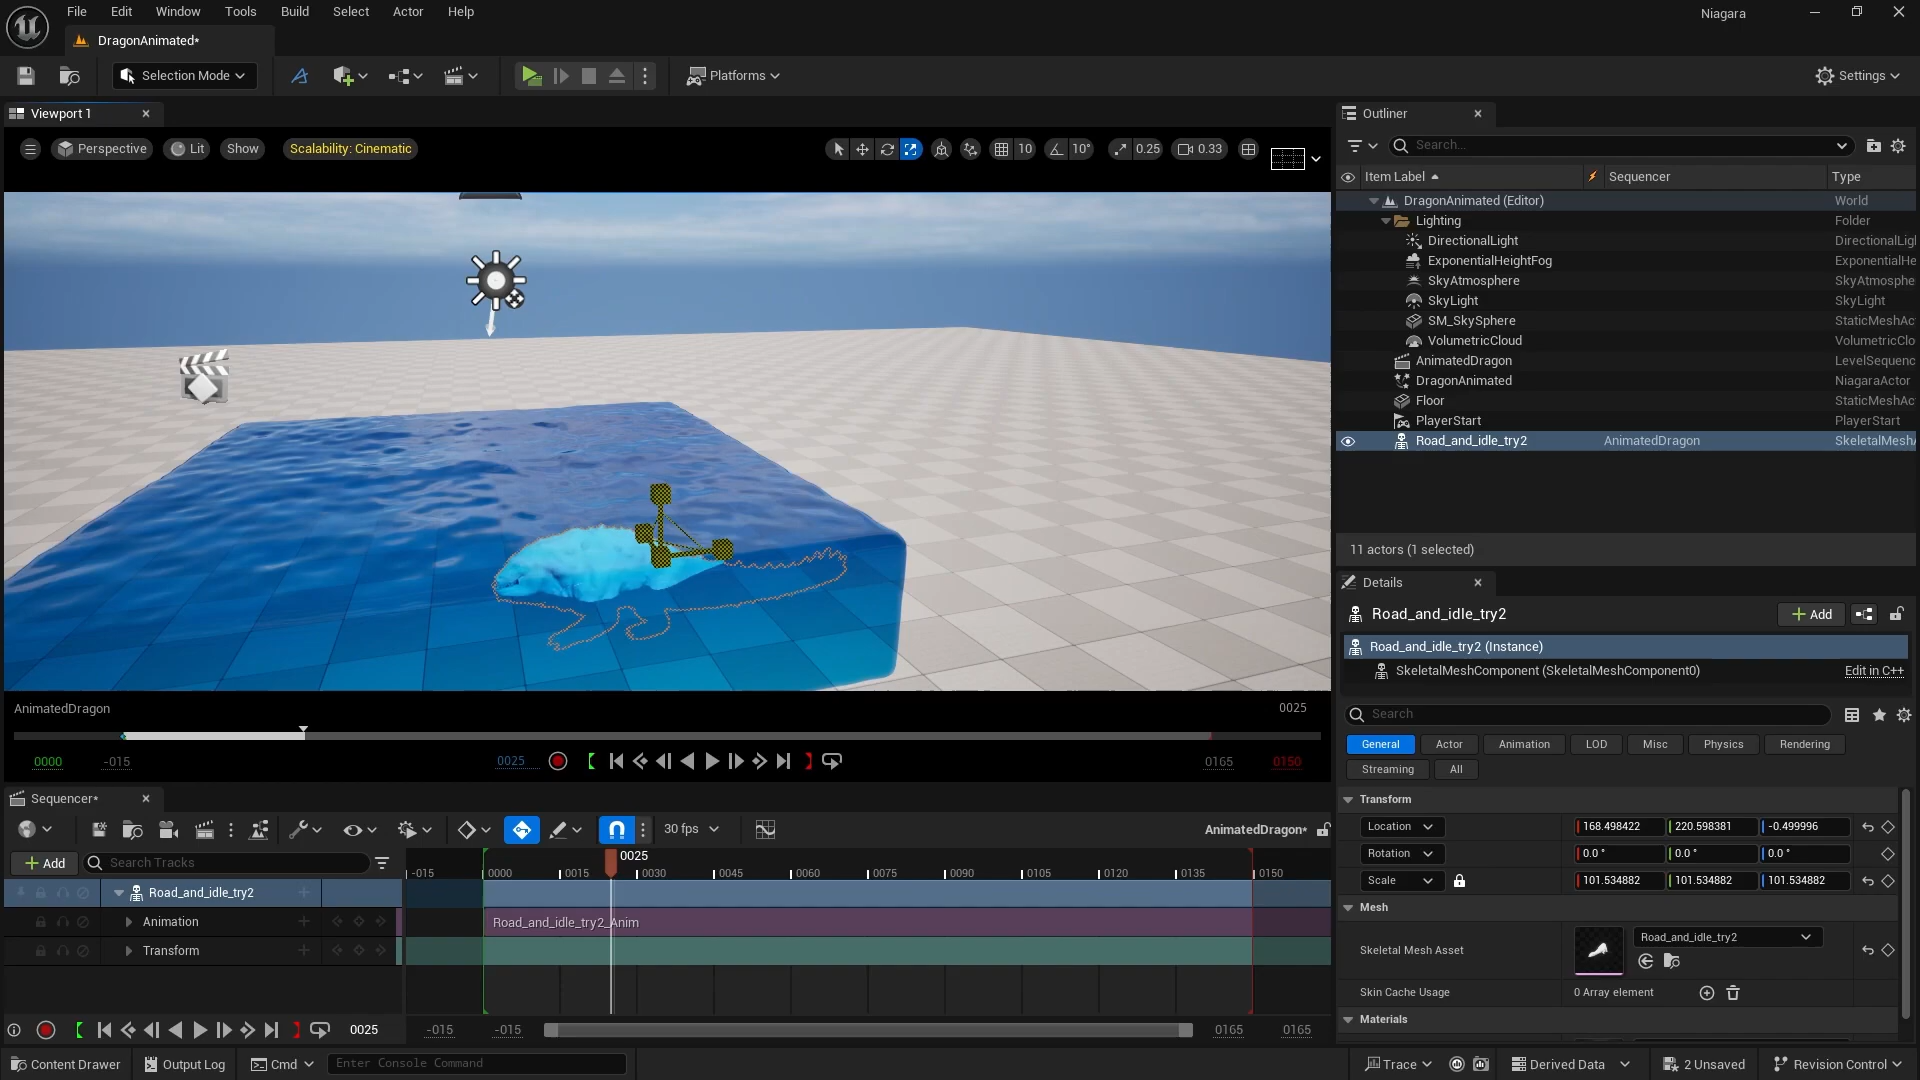 File Edit Window Tools Build Select Actor Help
Niagara
DragonAnimated*
Selection Mode
Platforms
Settings
Viewport 1
Perspective Lit Show Scalability: Cinematic
10 10° 0.25 0.33
AnimatedDragon
0025
0000 -015 0025 0165 0150
Sequencer*
30 fps
AnimatedDragon*
Add
Search Tracks
0025
-015 0000 0015 0030 0045 0060 0075 0090 0105 0120 0135 0150
Road_and_idle_try2
Animation
Road_and_idle_try2_Anim
Transform
0025
-015 -015 0165 0165
Outliner
Search...
Item Label Sequencer Type
DragonAnimated (Editor) World
Lighting Folder
DirectionalLight DirectionalLigl
ExponentialHeightFog ExponentialHe
SkyAtmosphere SkyAtmosphe
SkyLight SkyLight
SM_SkySphere StaticMeshAc
VolumetricCloud VolumetricClo
AnimatedDragon LevelSequenc
DragonAnimated NiagaraActor
Floor StaticMeshAc
PlayerStart PlayerStart
Road_and_idle_try2 AnimatedDragon SkeletalMesh
11 actors (1 selected)
Details
Road_and_idle_try2
Add
Road_and_idle_try2 (Instance)
SkeletalMeshComponent (SkeletalMeshComponent0)
Edit in C++
Search
General Actor Animation LOD Misc Physics Rendering
Streaming All
Transform
Location 168.498422 220.598381 -0.499996
Rotation 0.0 ° 0.0 ° 0.0 °
Scale 101.534882 101.534882 101.534882
Mesh
Skeletal Mesh Asset
Road_and_idle_try2
Skin Cache Usage 0 Array element
Materials
Content Drawer Output Log Cmd Enter Console Command
Trace Derived Data 2 Unsaved Revision Control